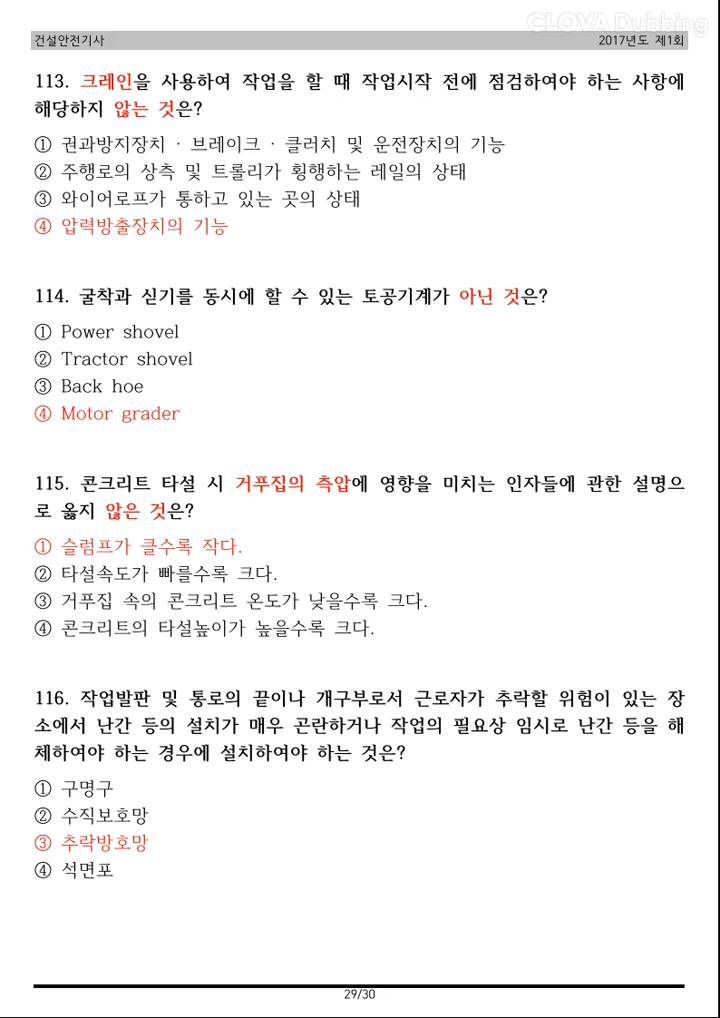 CLOVA Dubbing
건설안전기사 2017년도 제1회
113. 크레인을 사용하여 작업을 할 때 작업시작 전에 점검하여야 하는 사항에
해당하지 않는 것은?
① 권과방지장치 · 브레이크 · 클러치 및 운전장치의 기능
② 주행로의 상측 및 트롤리가 횡행하는 레일의 상태
③ 와이어로프가 통하고 있는 곳의 상태
④ 압력방출장치의 기능
114. 굴착과 싣기를 동시에 할 수 있는 토공기계가 아닌 것은?
① Power shovel
② Tractor shovel
③ Back hoe
④ Motor grader
115. 콘크리트 타설 시 거푸집의 측압에 영향을 미치는 인자들에 관한 설명으
로 옳지 않은 것은?
① 슬럼프가 클수록 작다.
② 타설속도가 빠를수록 크다.
③ 거푸집 속의 콘크리트 온도가 낮을수록 크다.
④ 콘크리트의 타설높이가 높을수록 크다.
116. 작업발판 및 통로의 끝이나 개구부로서 근로자가 추락할 위험이 있는 장
소에서 난간 등의 설치가 매우 곤란하거나 작업의 필요상 임시로 난간 등을 해
체하여야 하는 경우에 설치하여야 하는 것은?
① 구명구
② 수직보호망
③ 추락방호망
④ 석면포
29/30